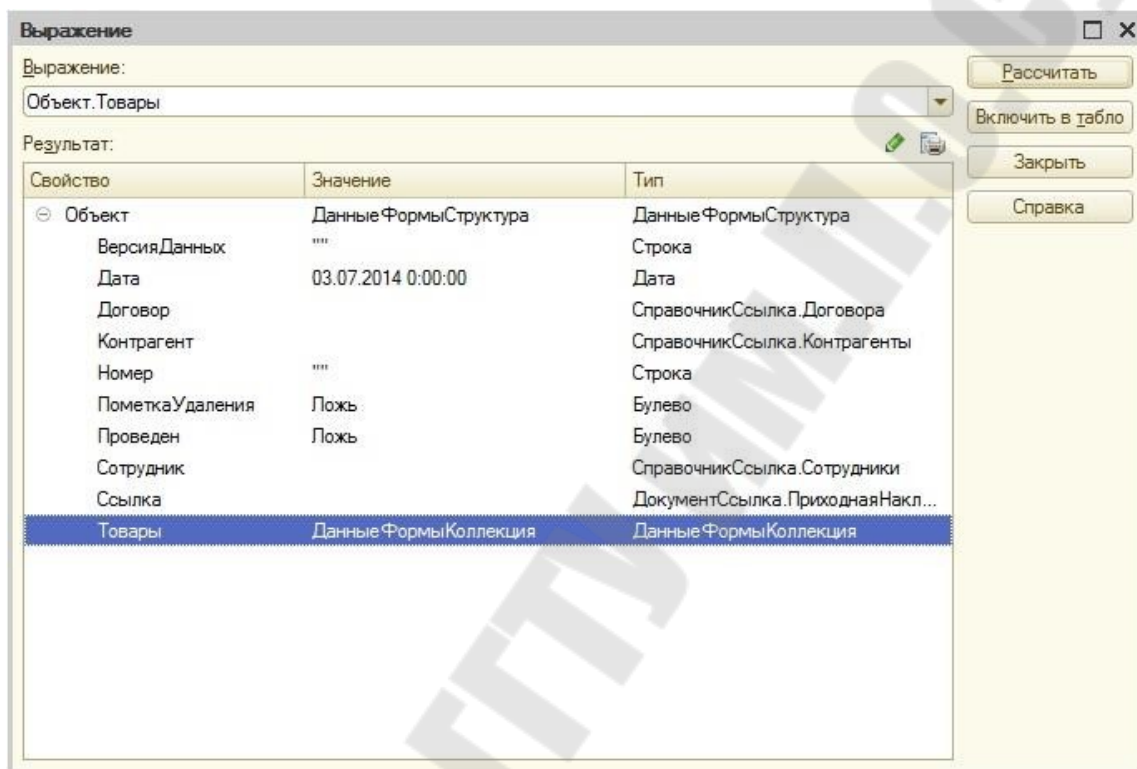 Выражение
Выражение:
Рассчитать
Объект.Товары
Включить в табло
Результат:
Закрыть
Свойство Значение Тип
Справка
Объект ДанныеФормыСтруктура ДанныеФормыСтруктура
ВерсияДанных "" Строка
Дата 03.07.2014 0:00:00 Дата
Договор СправочникСсылка.Договора
Контрагент СправочникСсылка.Контрагенты
Номер "" Строка
ПометкаУдаления Ложь Булево
Проведен Ложь Булево
Сотрудник СправочникСсылка.Сотрудники
Ссылка ДокументСсылка.ПриходнаяНакл...
Товары ДанныеФормыКоллекция ДанныеФормыКоллекция
ГГТУ им. П.О.С